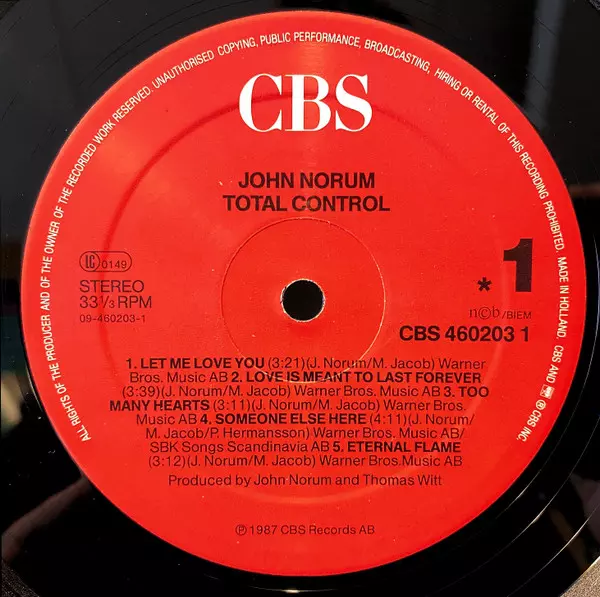 ALL RIGHTS OF THE PRODUCER AND OF THE OWNER OF THE RECORDED WORK RESERVED. UNAUTHORISED COPYING, PUBLIC PERFORMANCE, BROADCASTING, HIRING OR RENTAL OF THIS RECORDING PROHIBITED. MADE IN HOLLAND. CBS AND ℗ CBS INC.
CBS
JOHN NORUM
TOTAL CONTROL
LC 0149
STEREO
33 1/3 RPM
09-460203-1
* 1
n©b/BIEM
CBS 460203 1
1. LET ME LOVE YOU (3:21)(J. Norum/M. Jacob) Warner
Bros. Music AB 2. LOVE IS MEANT TO LAST FOREVER
(3:39)(J. Norum/M. Jacob) Warner Bros. Music AB 3. TOO
MANY HEARTS (3:11)(J. Norum/M. Jacob) Warner Bros.
Music AB 4. SOMEONE ELSE HERE (4:11)(J. Norum/
M. Jacob/P. Hermansson) Warner Bros. Music AB/
SBK Songs Scandinavia AB 5. ETERNAL FLAME
(3:12)(J. Norum/M. Jacob) Warner Bros.Music AB
Produced by John Norum and Thomas Witt
℗ 1987 CBS Records AB